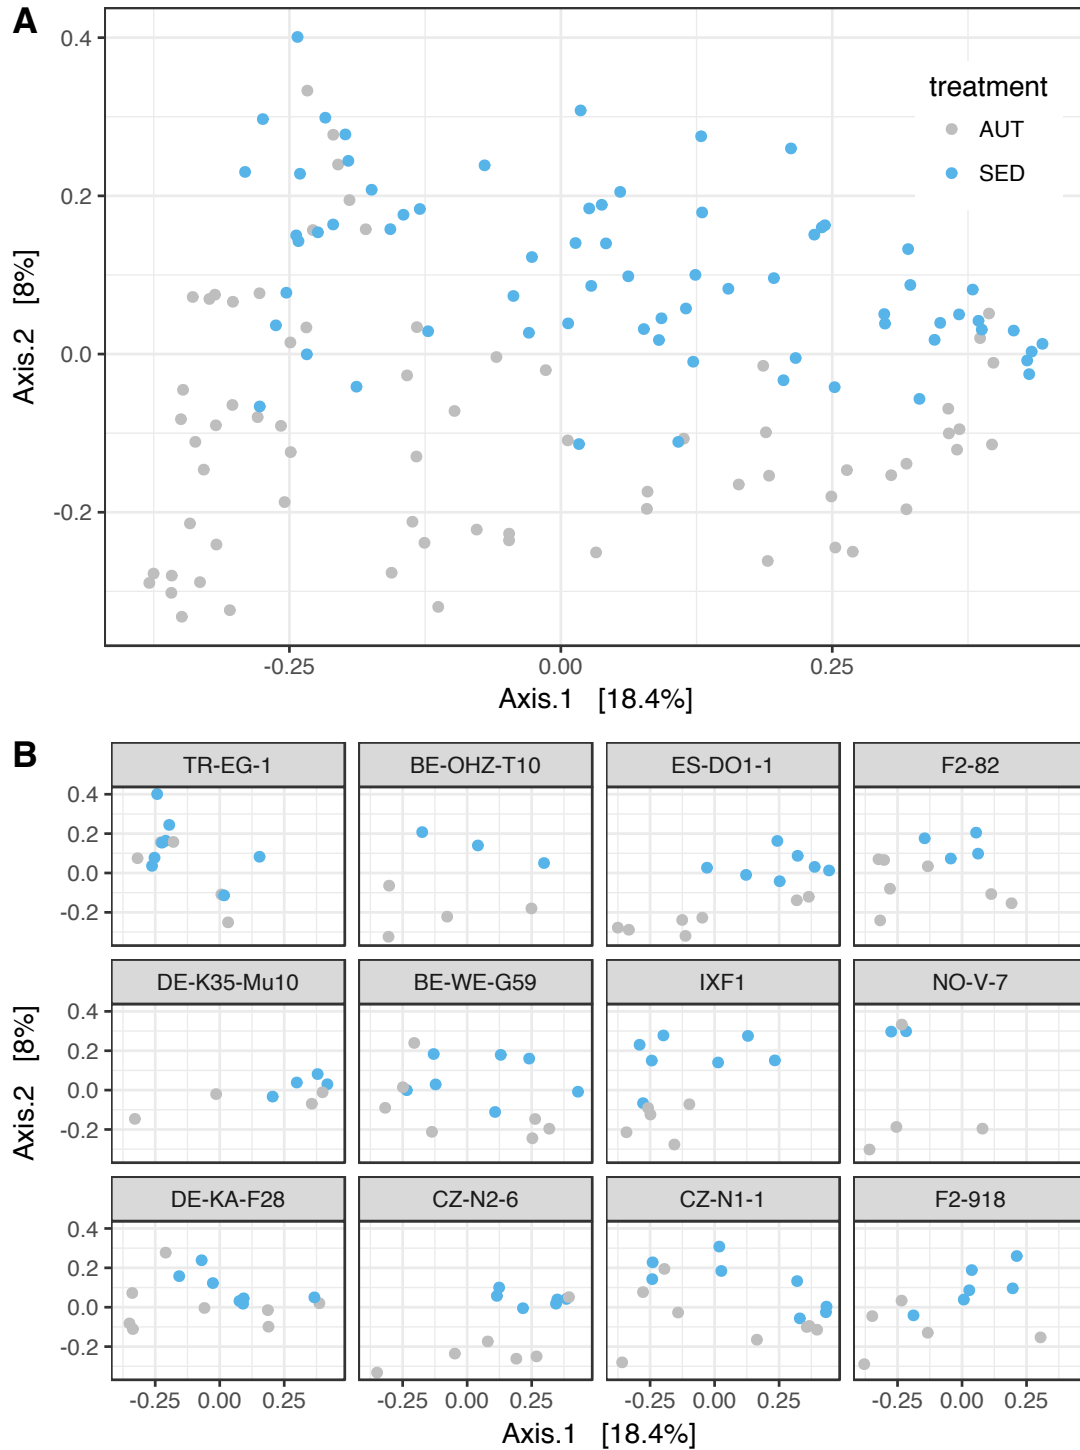 A
0.4
0.2
0.0
-0.2
Axis.2 [8%]
treatment
AUT
SED
-0.25 0.00 0.25
Axis.1 [18.4%]
B
TR-EG-1 BE-OHZ-T10 ES-DO1-1 F2-82
0.4
0.2
0.0
-0.2
DE-K35-Mu10 BE-WE-G59 IXF1 NO-V-7
0.4
0.2
0.0
-0.2
Axis.2 [8%]
DE-KA-F28 CZ-N2-6 CZ-N1-1 F2-918
0.4
0.2
0.0
-0.2
-0.25 0.00 0.25 -0.25 0.00 0.25 -0.25 0.00 0.25 -0.25 0.00 0.25
Axis.1 [18.4%]